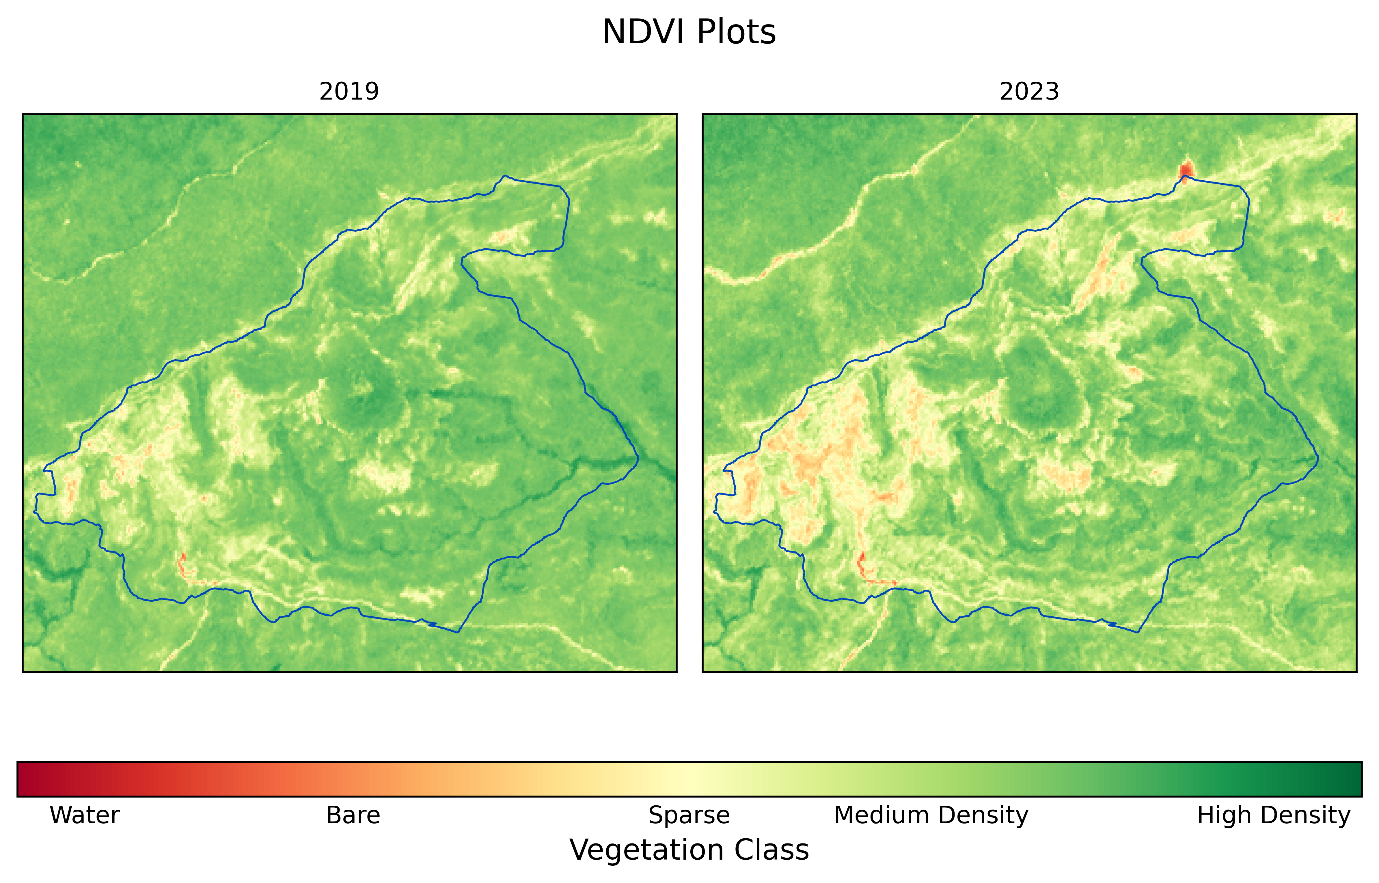 NDVI Plots
2019 2023
Water Bare Sparse Medium Density High Density
Vegetation Class